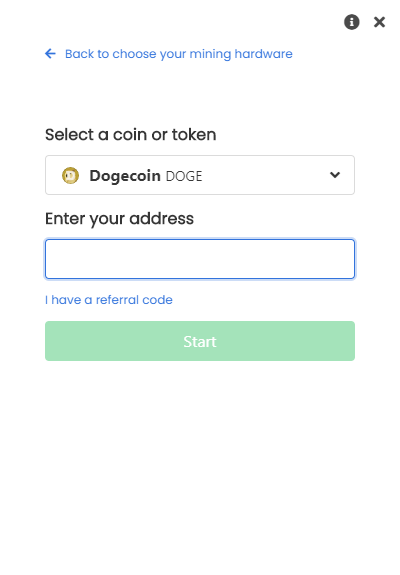 Back to choose your mining hardware
Select a coin or token
Dogecoin DOGE
Enter your address
I have a referral code
Start